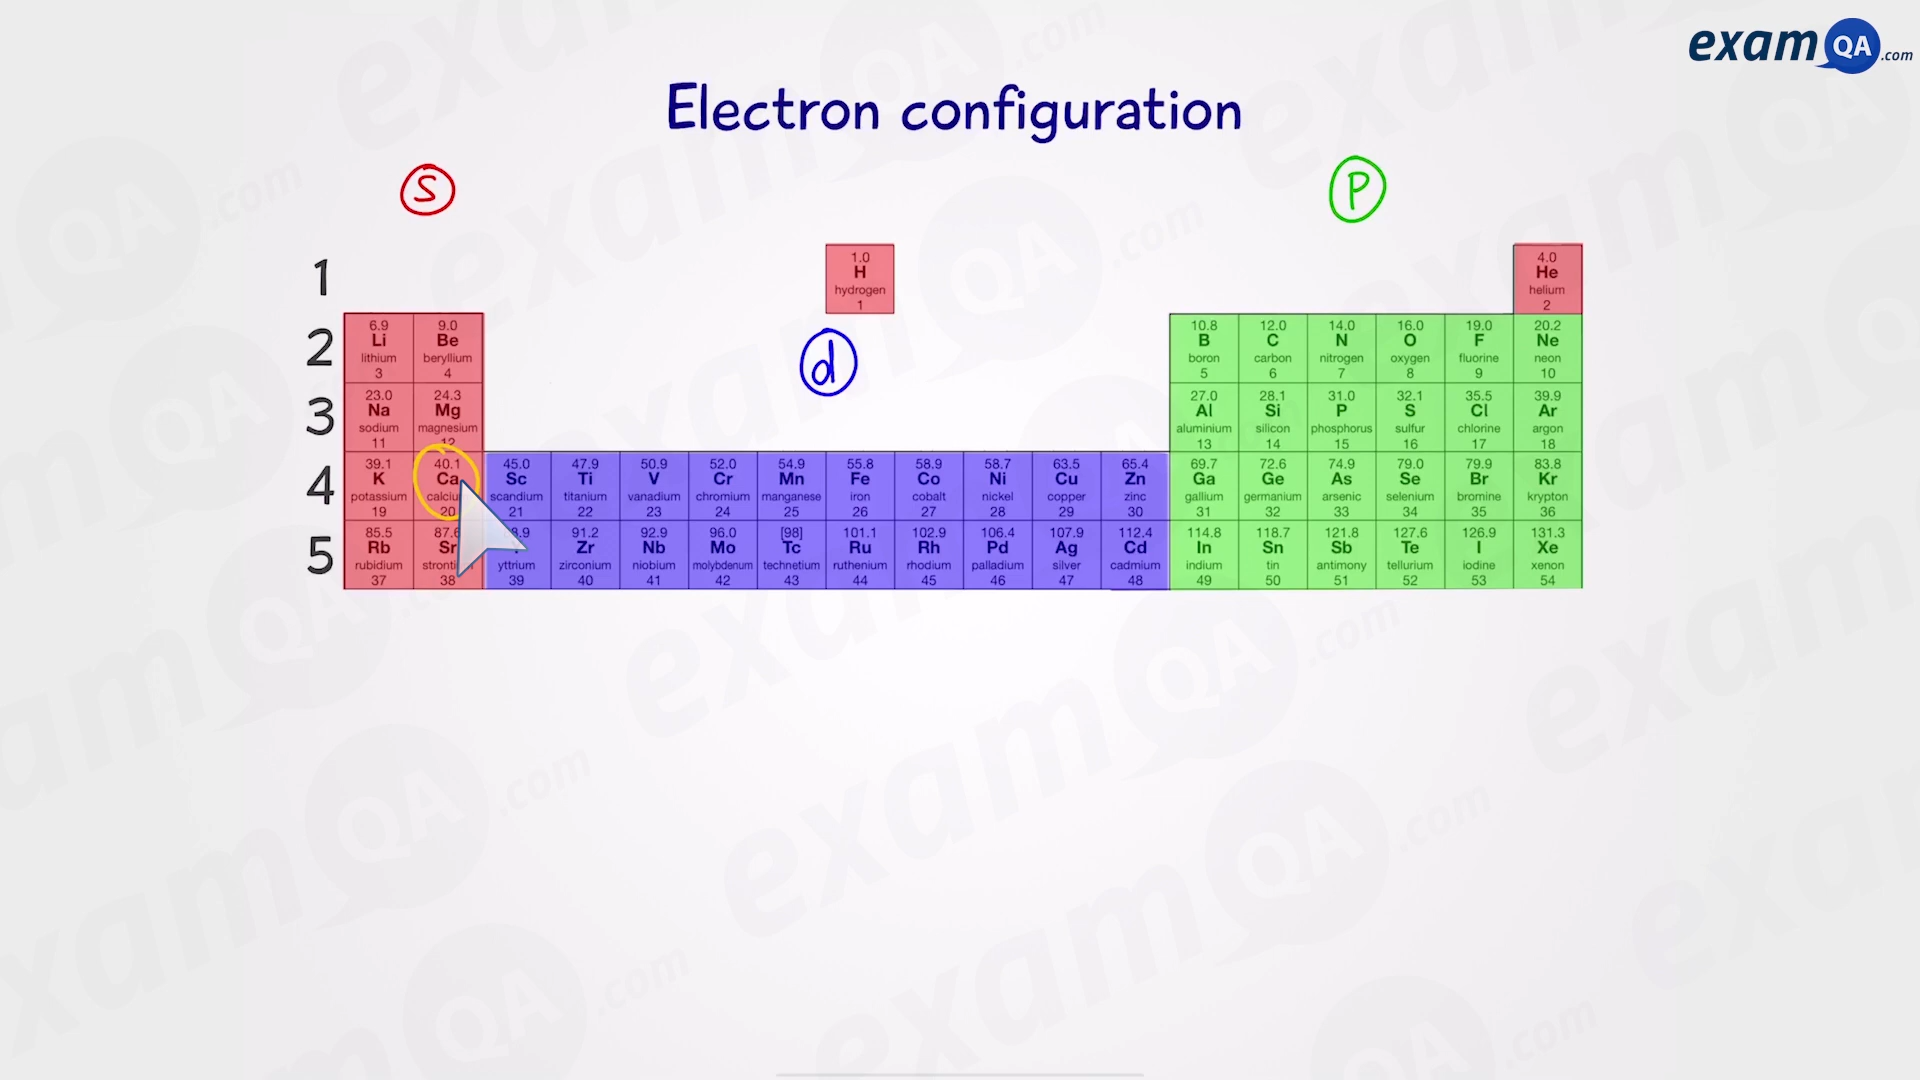 exam QA .com
Electron configuration
S
P
1
1.0
H
hydrogen
1
4.0
He
helium
2
d
2
6.9 9.0 10.8 12.0 14.0 16.0 19.0 20.2
Li Be B C N O F Ne
lithium beryllium boron carbon nitrogen oxygen fluorine neon
3 4 5 6 7 8 9 10
3
23.0 24.3 27.0 28.1 31.0 32.1 35.5 39.9
Na Mg Al Si P S Cl Ar
sodium magnesium aluminium silicon phosphorus sulfur chlorine argon
11 12 13 14 15 16 17 18
4
39.1 40.1 45.0 47.9 50.9 52.0 54.9 55.8 58.9 58.7 63.5 65.4 69.7 72.6 74.9 79.0 79.9 83.8
K Ca Sc Ti V Cr Mn Fe Co Ni Cu Zn Ga Ge As Se Br Kr
potassium scandium titanium vanadium chromium manganese iron cobalt nickel copper zinc gallium germanium arsenic selenium bromine krypton
19 20 21 22 23 24 25 26 27 28 29 30 31 32 33 34 35 36
5
85.5 87.6 91.2 92.9 96.0 [98] 101.1 102.9 106.4 107.9 112.4 114.8 118.7 121.8 127.6 126.9 131.3
Rb Sr Zr Nb Mo Tc Ru Rh Pd Ag Cd In Sn Sb Te I Xe
rubidium yttrium zirconium niobium molybdenum technetium ruthenium rhodium palladium silver cadmium indium tin antimony tellurium iodine xenon
37 38 39 40 41 42 43 44 45 46 47 48 49 50 51 52 53 54